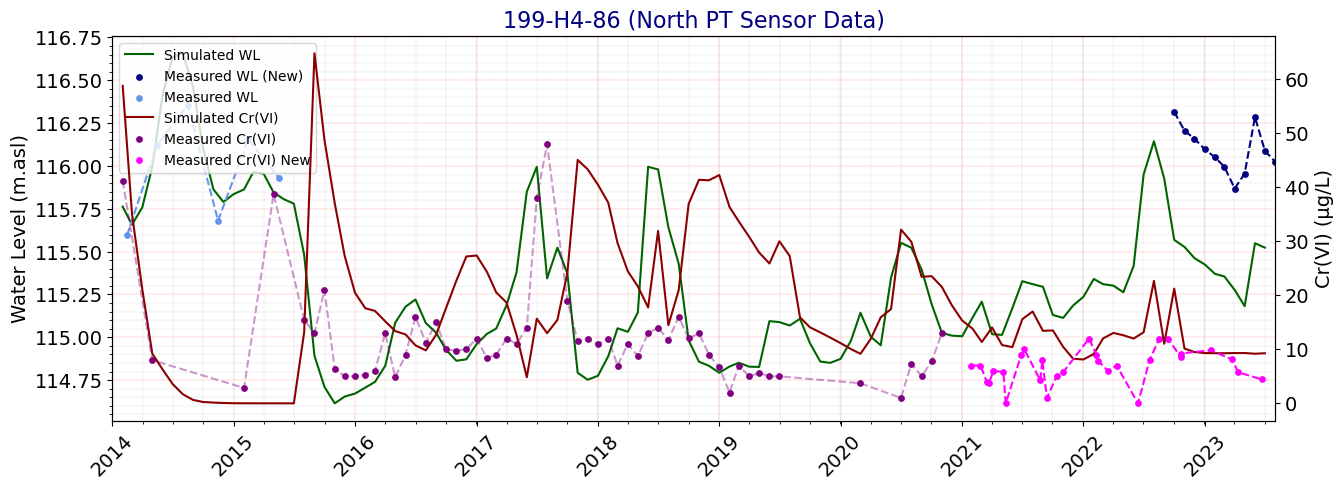 199-H4-86 (North PT Sensor Data)
Water Level (m.asl)
116.75
116.50
116.25
116.00
115.75
115.50
115.25
115.00
114.75
Simulated WL
Measured WL (New)
Measured WL
Simulated Cr(VI)
Measured Cr(VI)
Measured Cr(VI) New
60
50
40
30
20
10
0
Cr(VI) (μg/L)
2014
2015
2016
2017
2018
2019
2020
2021
2022
2023